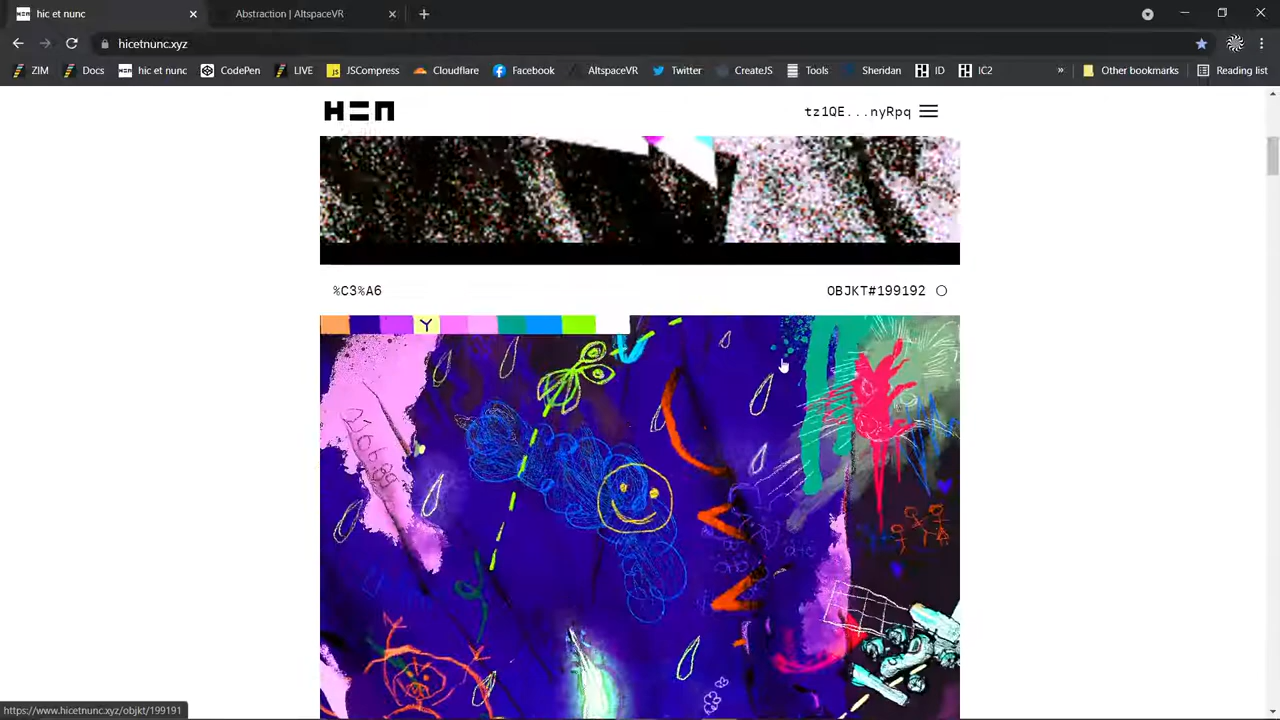 hic et nunc
Abstraction | AltspaceVR
hicetnunc.xyz
ZIM
Docs
hic et nunc
CodePen
LIVE
JSCompress
Cloudflare
Facebook
AltspaceVR
Twitter
CreateJS
Tools
Sheridan
ID
IC2
»
Other bookmarks
Reading list
H=N
tz1QE...nyRpq
%C3%A6
OBJKT#199192
Y
https://www.hicetnunc.xyz/objkt/199191